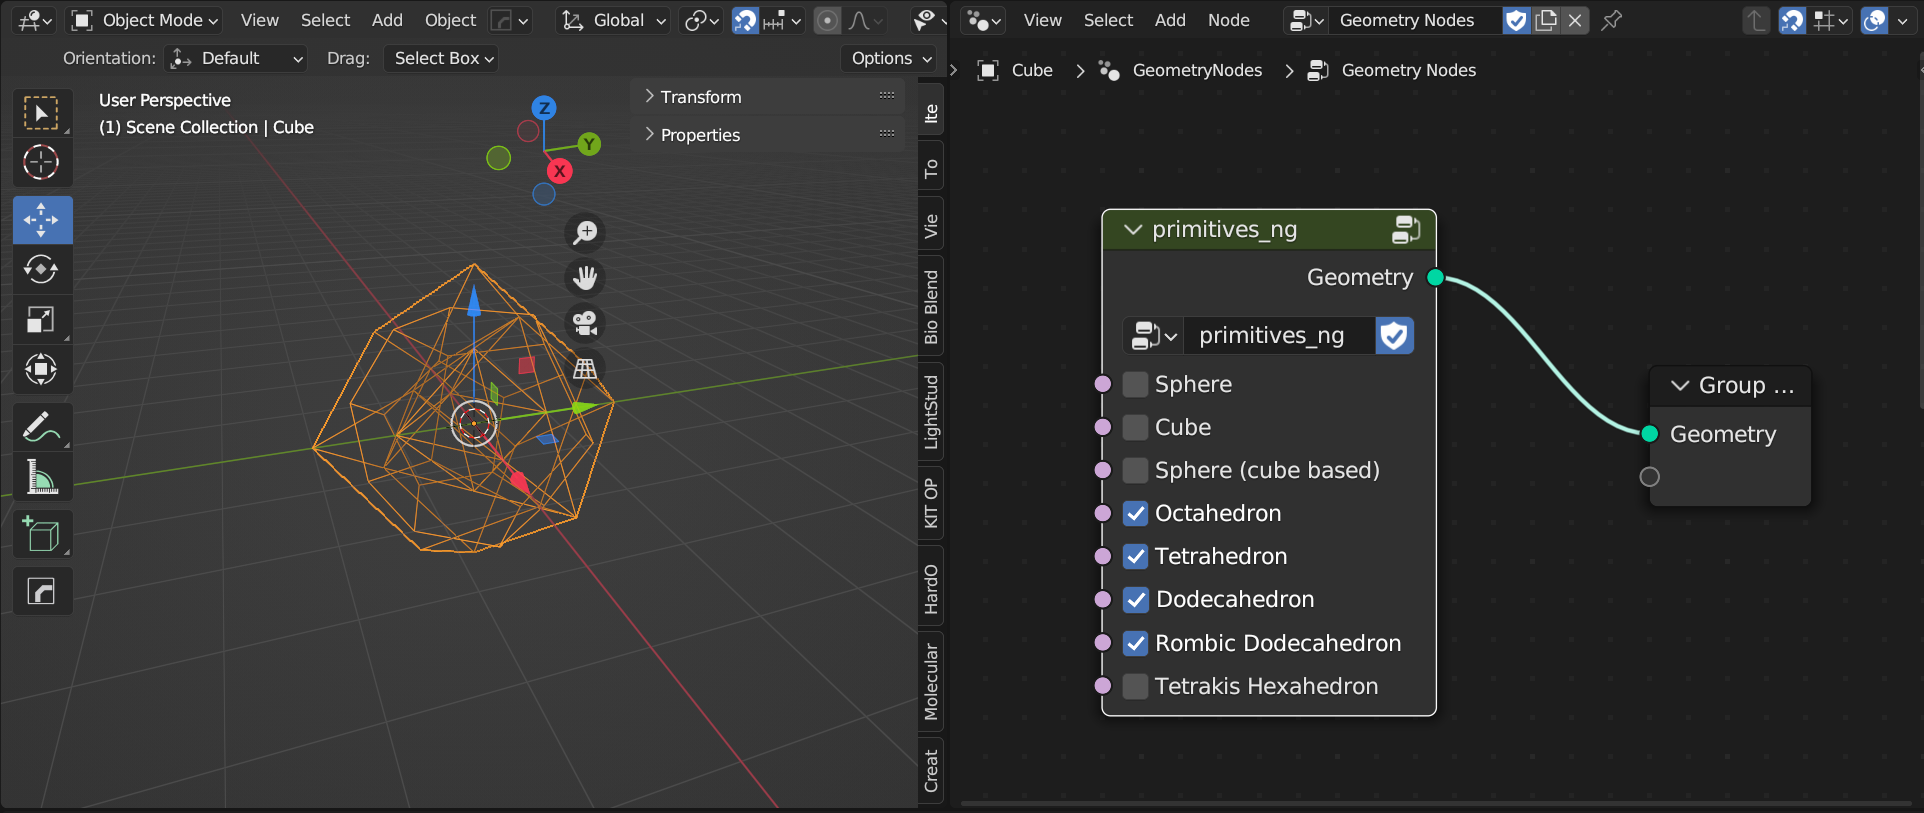 Object Mode View Select Add Object Global
Orientation: Default Drag: Select Box Options
User Perspective
(1) Scene Collection | Cube
Z
Y
X
Transform
Properties
Ite
To
Vie
Bio Blend
LightStud
KIT OP
HardO
Molecular
Creat
View Select Add Node Geometry Nodes
Cube GeometryNodes Geometry Nodes
primitives_ng
Geometry
primitives_ng
Sphere
Cube
Sphere (cube based)
Octahedron
Tetrahedron
Dodecahedron
Rombic Dodecahedron
Tetrakis Hexahedron
Group ...
Geometry